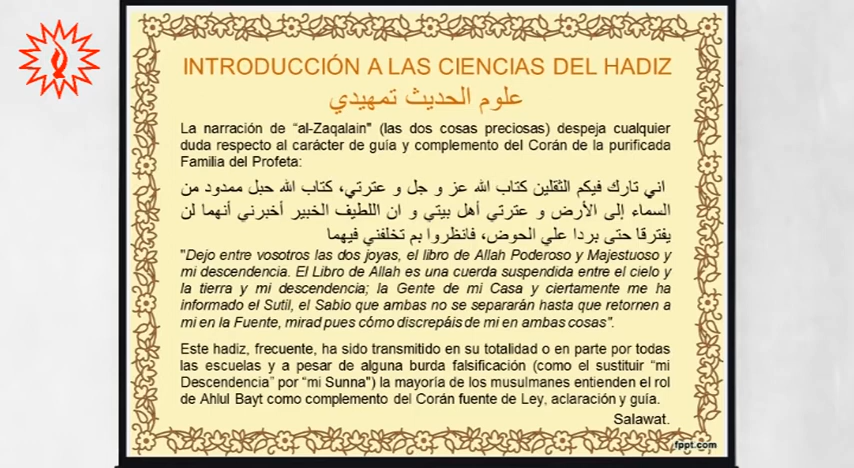 INTRODUCCIÓN A LAS CIENCIAS DEL HADIZ
علوم الحديث تمهيدي
La narración de “al-Zaqalain" (las dos cosas preciosas) despeja cualquier
duda respecto al carácter de guía y complemento del Corán de la purificada
Familia del Profeta:
اني تارك فيكم الثقلين كتاب الله عز و جل و عترتي، كتاب الله حبل ممدود من
السماء إلى الأرض و عترتي أهل بيتي و ان اللطيف الخبير أخبرني أنهما لن
يفترقا حتى يردا علي الحوض، فانظروا بم تخلفني فيهما
"Dejo entre vosotros las dos joyas, el libro de Allah Poderoso y Majestuoso y
mi descendencia. El Libro de Allah es una cuerda suspendida entre el cielo y
la tierra y mi descendencia; la Gente de mi Casa y ciertamente me ha
informado el Sutil, el Sabio que ambas no se separarán hasta que retornen a
mi en la Fuente, mirad pues cómo discrepáis de mi en ambas cosas”.
Este hadiz, frecuente, ha sido transmitido en su totalidad o en parte por todas
las escuelas y a pesar de alguna burda falsificación (como el sustituir “mi
Descendencia” por “mi Sunna”) la mayoría de los musulmanes entienden el rol
de Ahlul Bayt como complemento del Corán fuente de Ley, aclaración y guía.
Salawat.
fppt.com